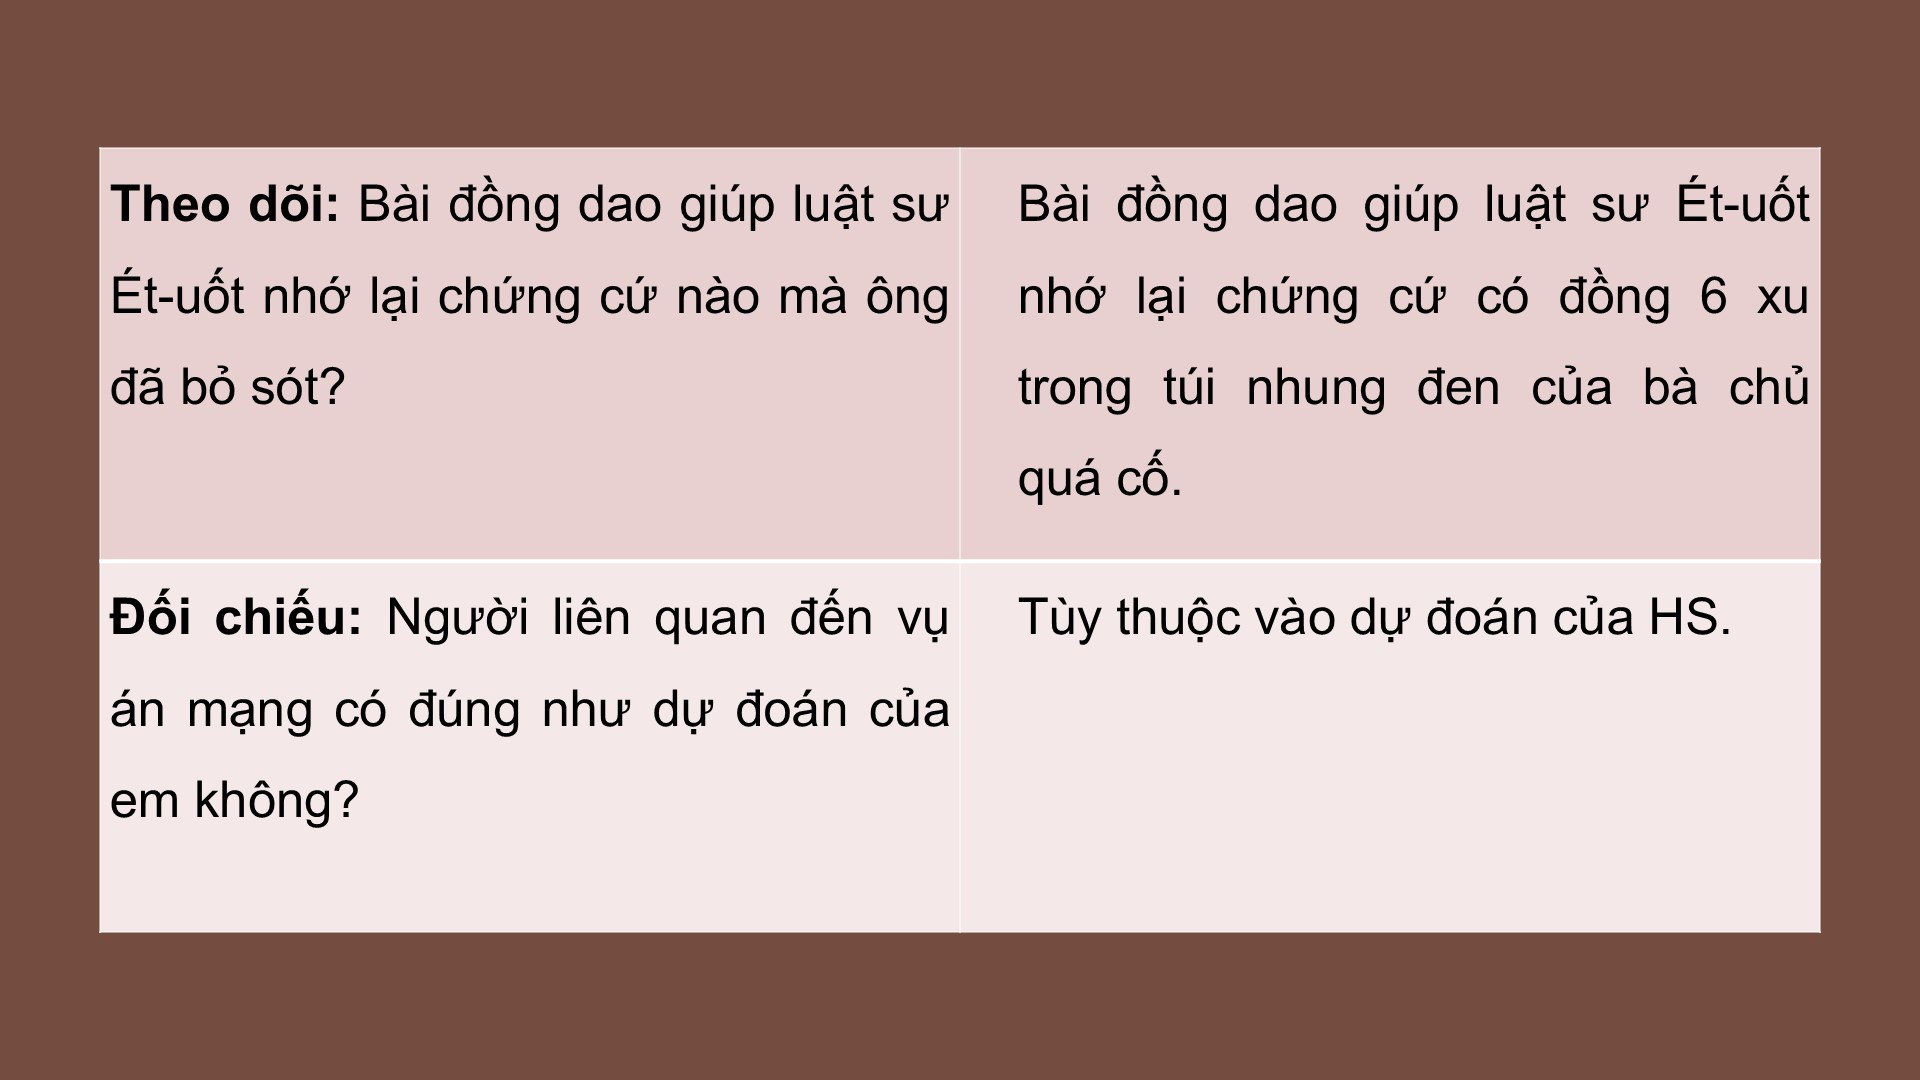 Theo dõi: Bài đồng dao giúp luật sư
Ét-uốt nhớ lại chứng cứ nào mà ông
đã bỏ sót?
Bài đồng dao giúp luật sư Ét-uốt
nhớ lại chứng cứ có đồng 6 xu
trong túi nhung đen của bà chủ
quá cố.
Đối chiếu: Người liên quan đến vụ
án mạng có đúng như dự đoán của
em không?
Tùy thuộc vào dự đoán của HS.